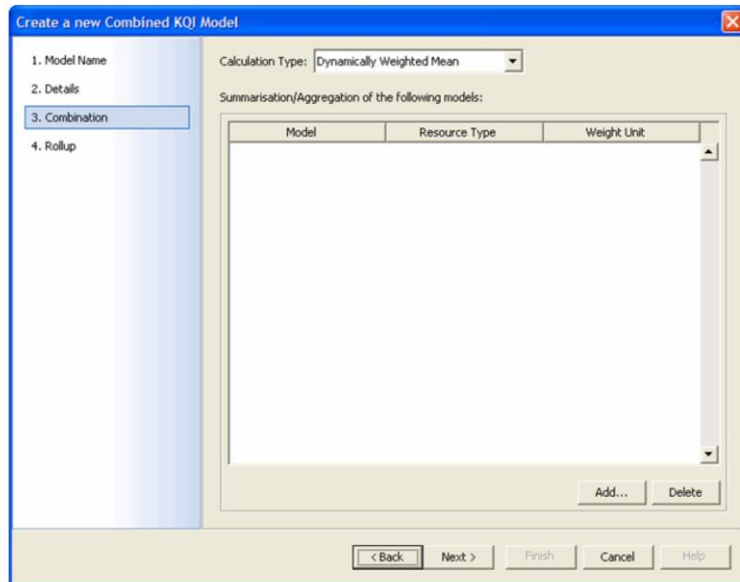 Create a new Combined KQI Model
1. Model Name
2. Details
3. Combination
4. Rollup
Calculation Type: Dynamically Weighted Mean
Summarisation/Aggregation of the following models:
Model Resource Type Weight Unit
Add... Delete
< Back Next > Finish Cancel Help